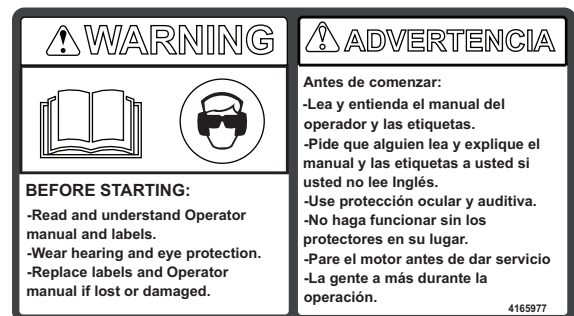 WARNING
BEFORE STARTING:
-Read and understand Operator
manual and labels.
-Wear hearing and eye protection.
-Replace labels and Operator
manual if lost or damaged.
ADVERTENCIA
Antes de comenzar:
-Lea y entienda el manual del
operador y las etiquetas.
-Pide que alguien lea y explique el
manual y las etiquetas a usted si
usted no lee Inglés.
-Use protección ocular y auditiva.
-No haga funcionar sin los
protectores en su lugar.
-Pare el motor antes de dar servicio
-La gente a más durante la
operación.
4165977